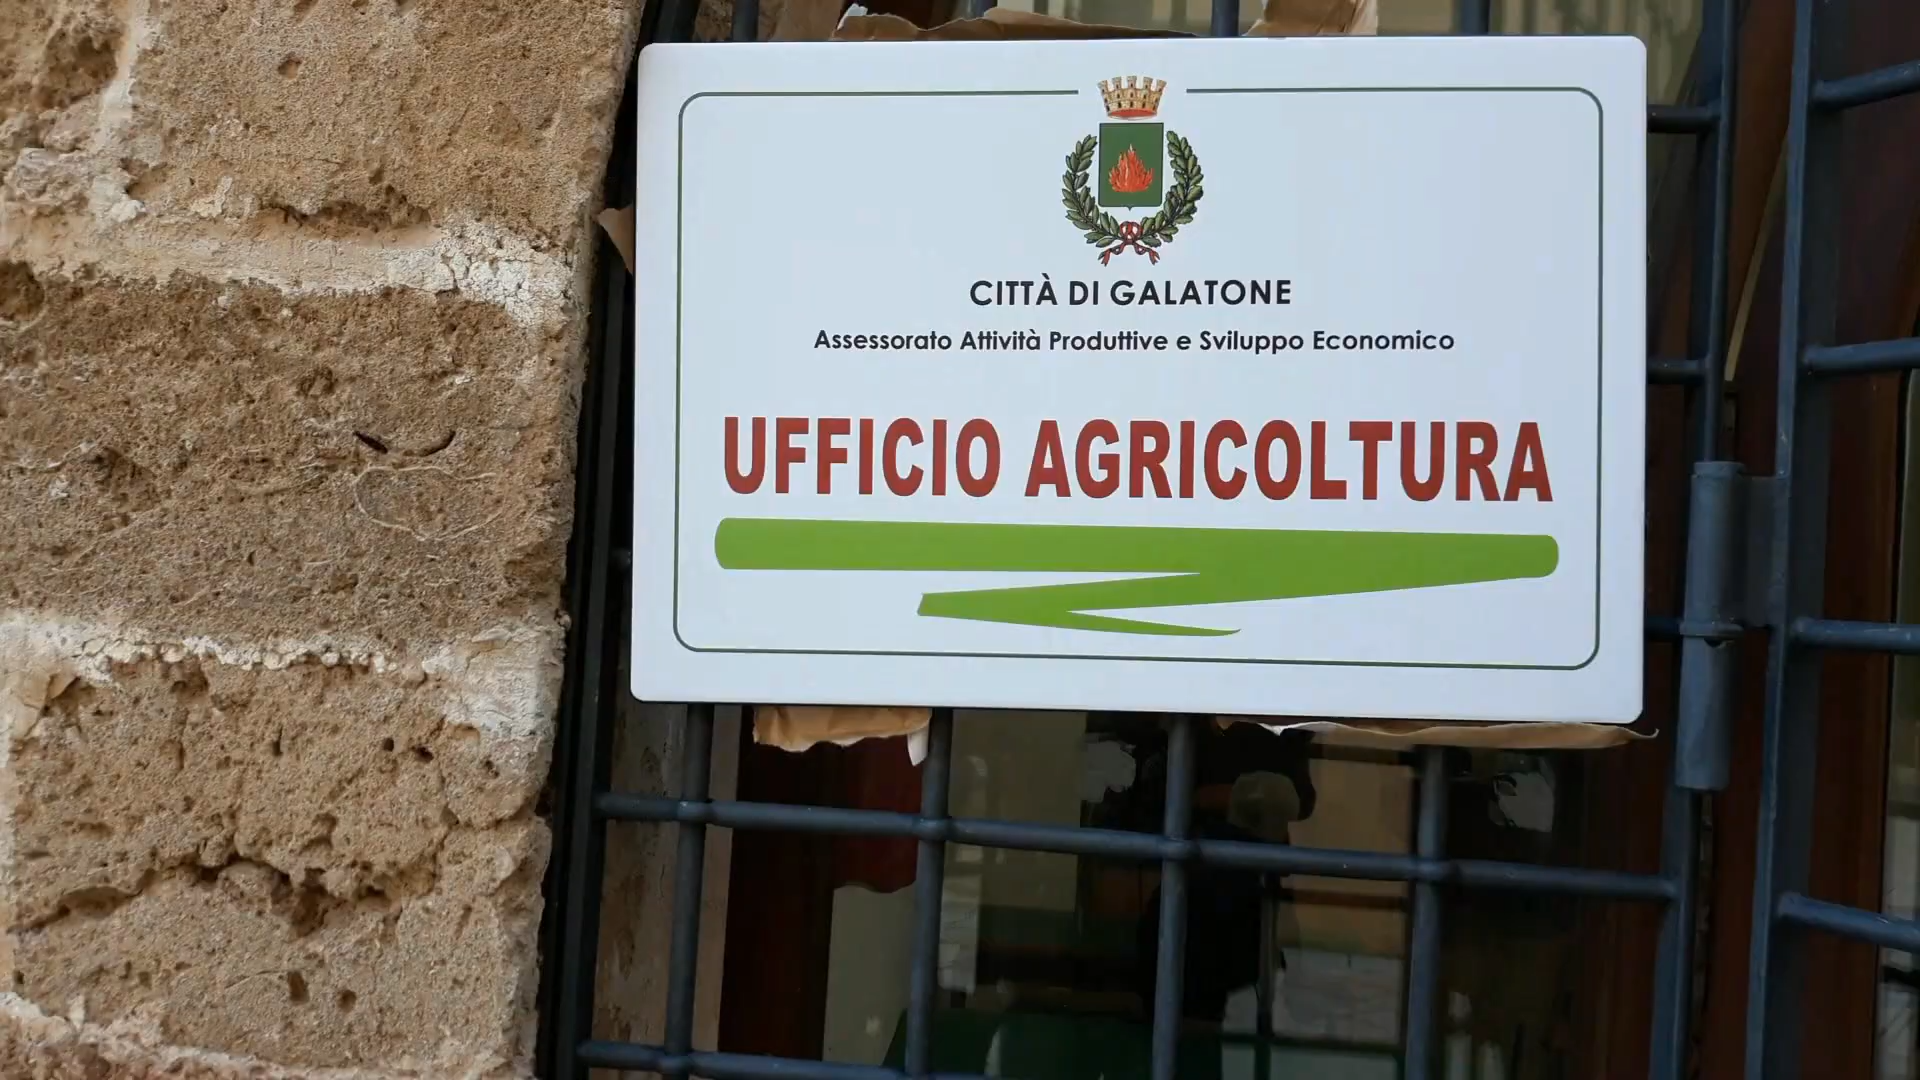 CITTÀ DI GALATONE
Assessorato Attività Produttive e Sviluppo Economico
UFFICIO AGRICOLTURA